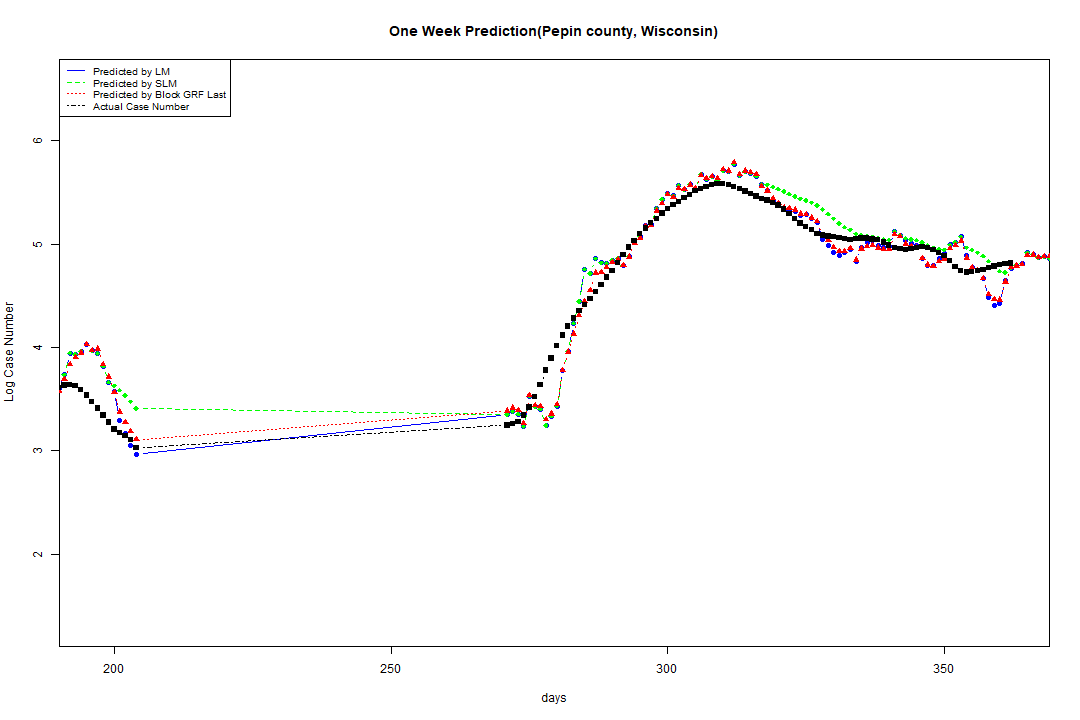 One Week Prediction(Pepin county, Wisconsin)
Predicted by LM
Predicted by SLM
Predicted by Block GRF Last
Actual Case Number
6
5
4
3
2
Log Case Number
200 250 300 350
days